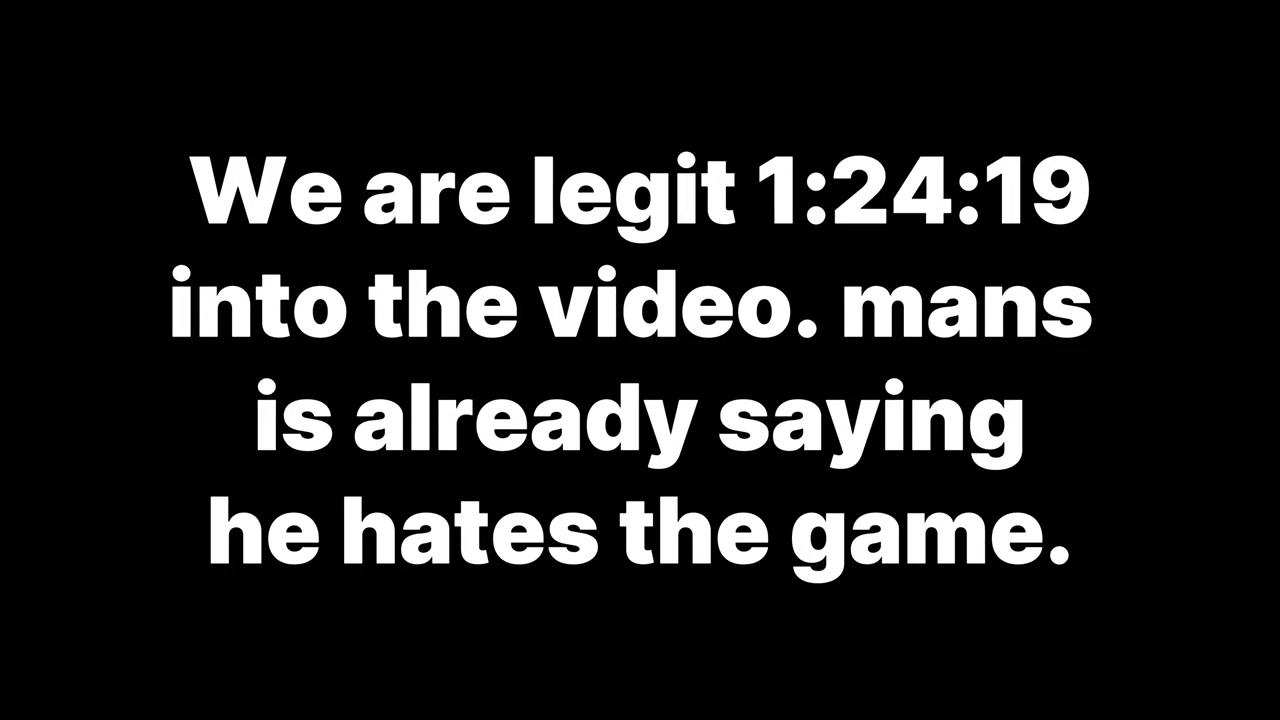 We are legit 1:24:19
into the video. mans
is already saying
he hates the game.